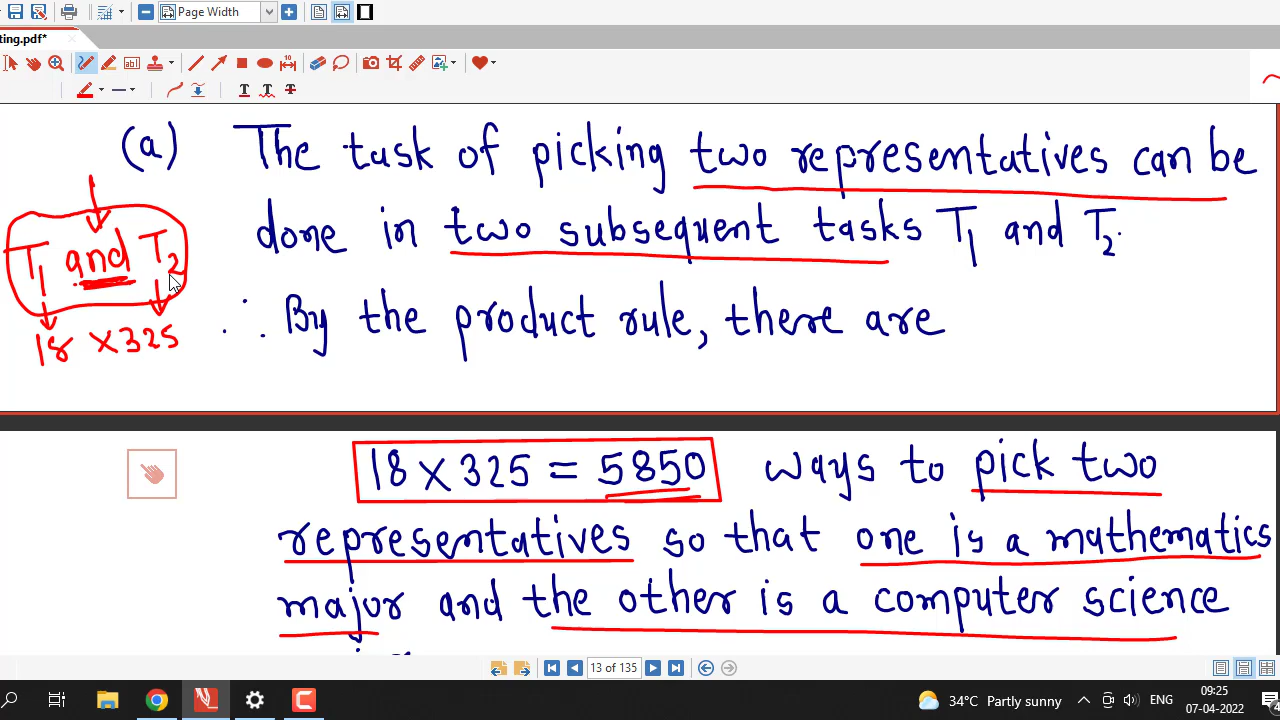 Page Width
ting.pdf*
10
(a) The task of picking two representatives can be
done in two subsequent tasks T1 and T2.
T1 and T2
18 × 325
∴ By the product rule, there are
18 × 325 = 5850 ways to pick two
representatives so that one is a mathematics
major and the other is a computer science
13 of 135
34°C Partly sunny
ENG
09:25
07-04-2022